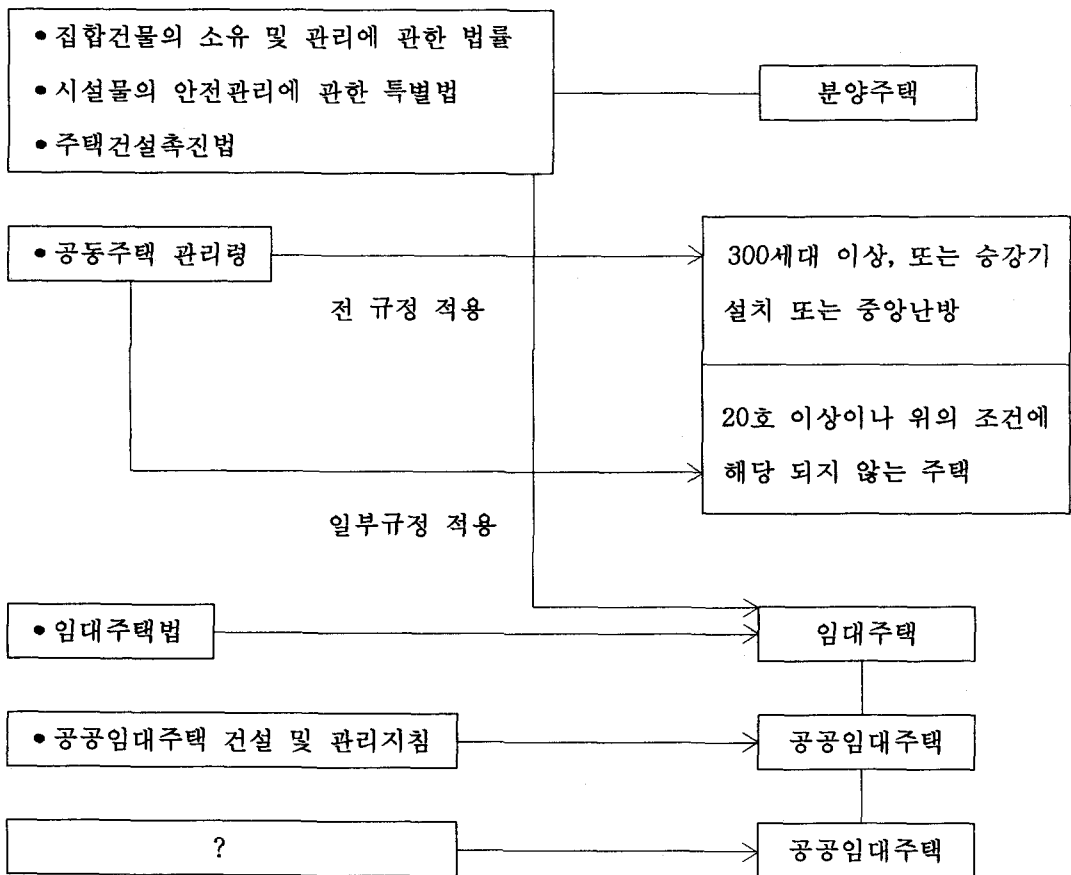 • 집합건물의 소유 및 관리에 관한 법률
• 시설물의 안전관리에 관한 특별법
• 주택건설촉진법
분양주택
• 공동주택 관리령
전 규정 적용
300세대 이상, 또는 승강기
설치 또는 중앙난방
20호 이상이나 위의 조건에
해당 되지 않는 주택
일부규정 적용
• 임대주택법
임대주택
• 공공임대주택 건설 및 관리지침
공공임대주택
?
공공임대주택